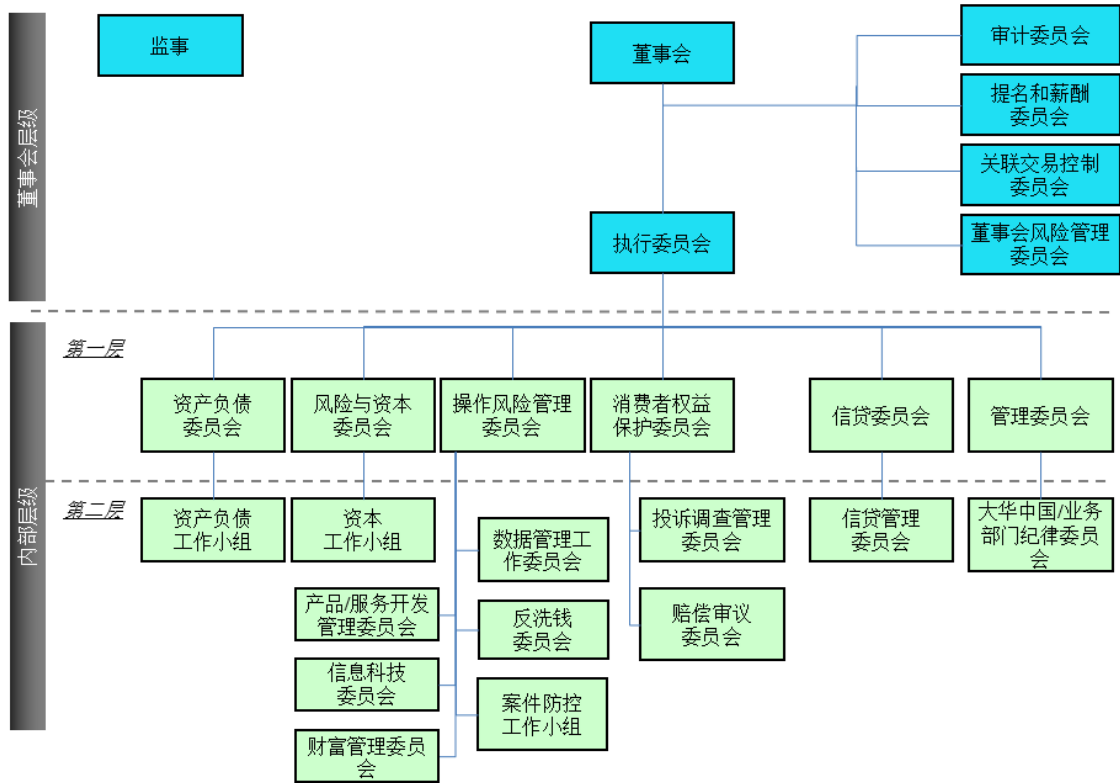 董事会层级
监事
董事会
审计委员会
提名和薪酬
委员会
关联交易控制
委员会
执行委员会
董事会风险管理
委员会
内部层级
第一层
资产负债
委员会
风险与资本
委员会
操作风险管理
委员会
消费者权益
保护委员会
信贷委员会
管理委员会
第二层
资产负债
工作小组
资本
工作小组
数据管理工
作委员会
投诉调查管理
委员会
信贷管理
委员会
大华中国/业务
部门纪律委员
会
产品/服务开发
管理委员会
反洗钱
委员会
赔偿审议
委员会
信息科技
委员会
案件防控
工作小组
财富管理委员
会